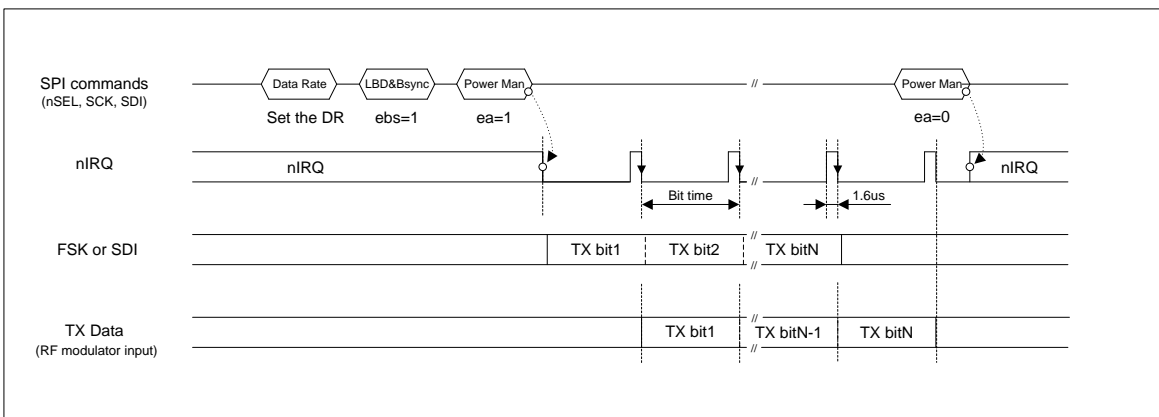 SPI commands
(nSEL, SCK, SDI)
Data Rate
LBD&Bsync
Power Man
//
Power Man
Set the DR
ebs=1
ea=1
ea=0
nIRQ
nIRQ
nIRQ
//
Bit time
1.6us
FSK or SDI
TX bit1
TX bit2
//
TX bitN
//
TX Data
(RF modulator input)
TX bit1
//
TX bitN-1
//
TX bitN